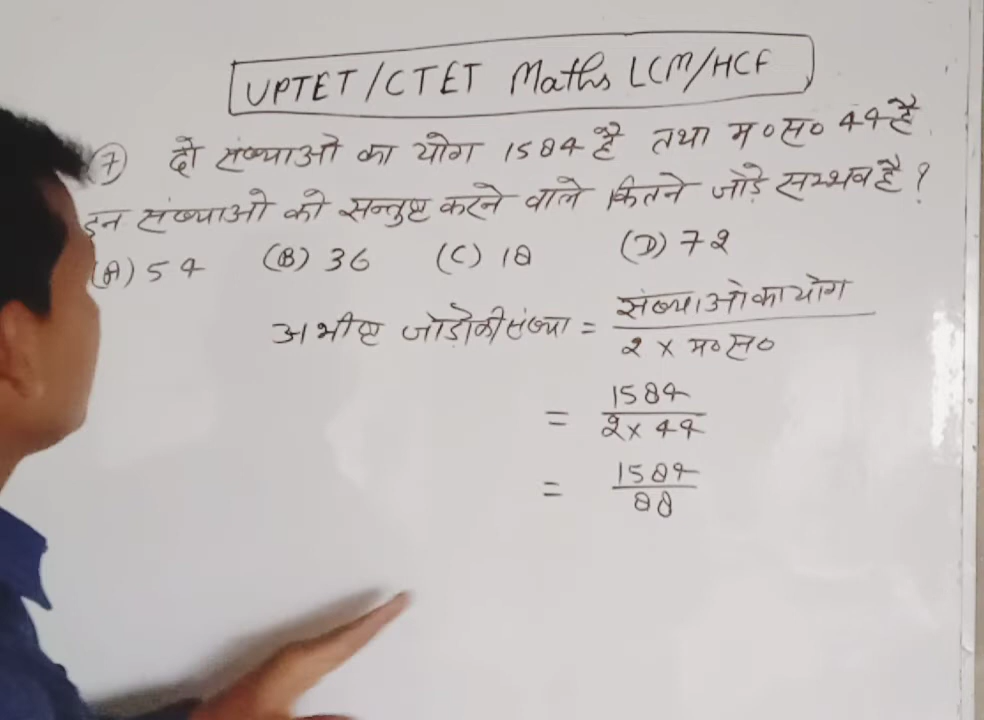 UPTET/CTET Maths LCM/HCF
(7) दो संख्याओ का योग 1584 है तथा म०स० 44 है
इन संख्याओ को सन्तुष्ट करने वाले कितने जोड़े सम्भव है ?
(A) 54 (B) 36 (C) 18 (D) 72
अभीष्ट जोड़ो की संख्या = संख्याओ का योग
2 × म०स०
= 1584
2 × 44
= 1584
88